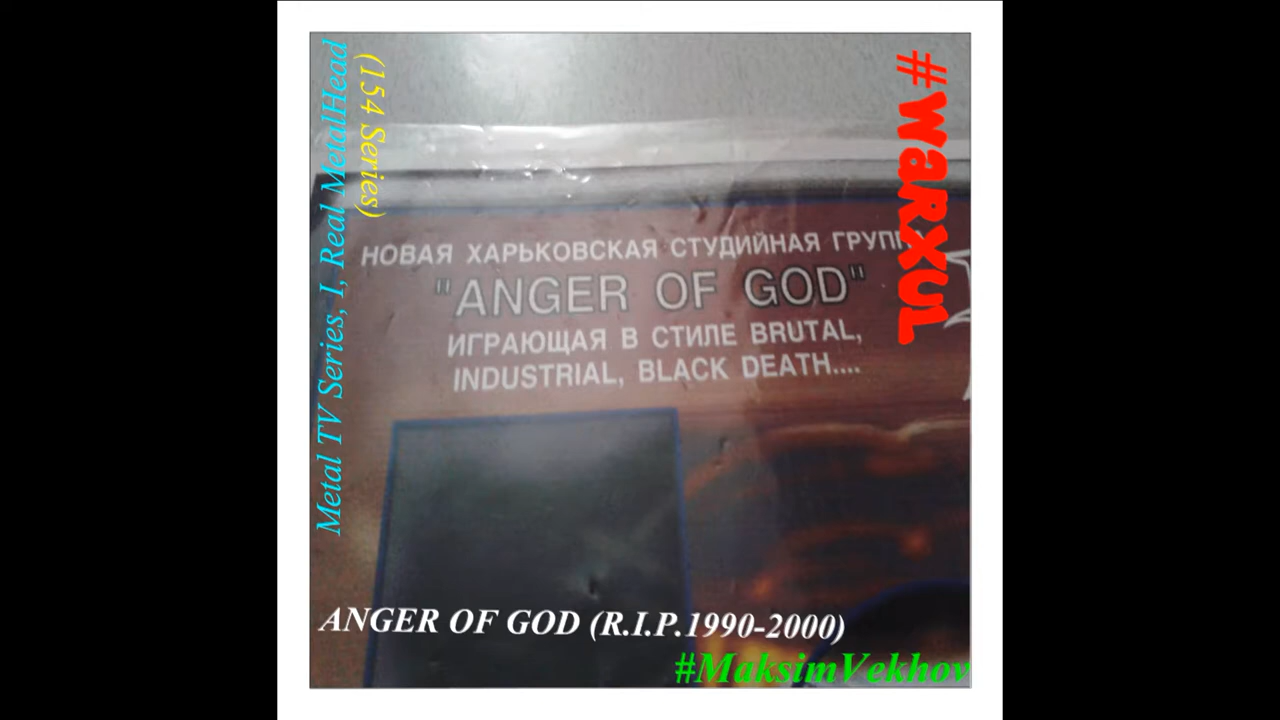 Metal TV Series, I, Real MetalHead
(154 Series)
#WaRXUL
НОВАЯ ХАРЬКОВСКАЯ СТУДИЙНАЯ
"ANGER OF GOD"
ИГРАЮЩАЯ В СТИЛЕ BRUTAL,
INDUSTRIAL, BLACK DEATH....
ANGER OF GOD (R.I.P.1990-2000)
#MaksimVekhov